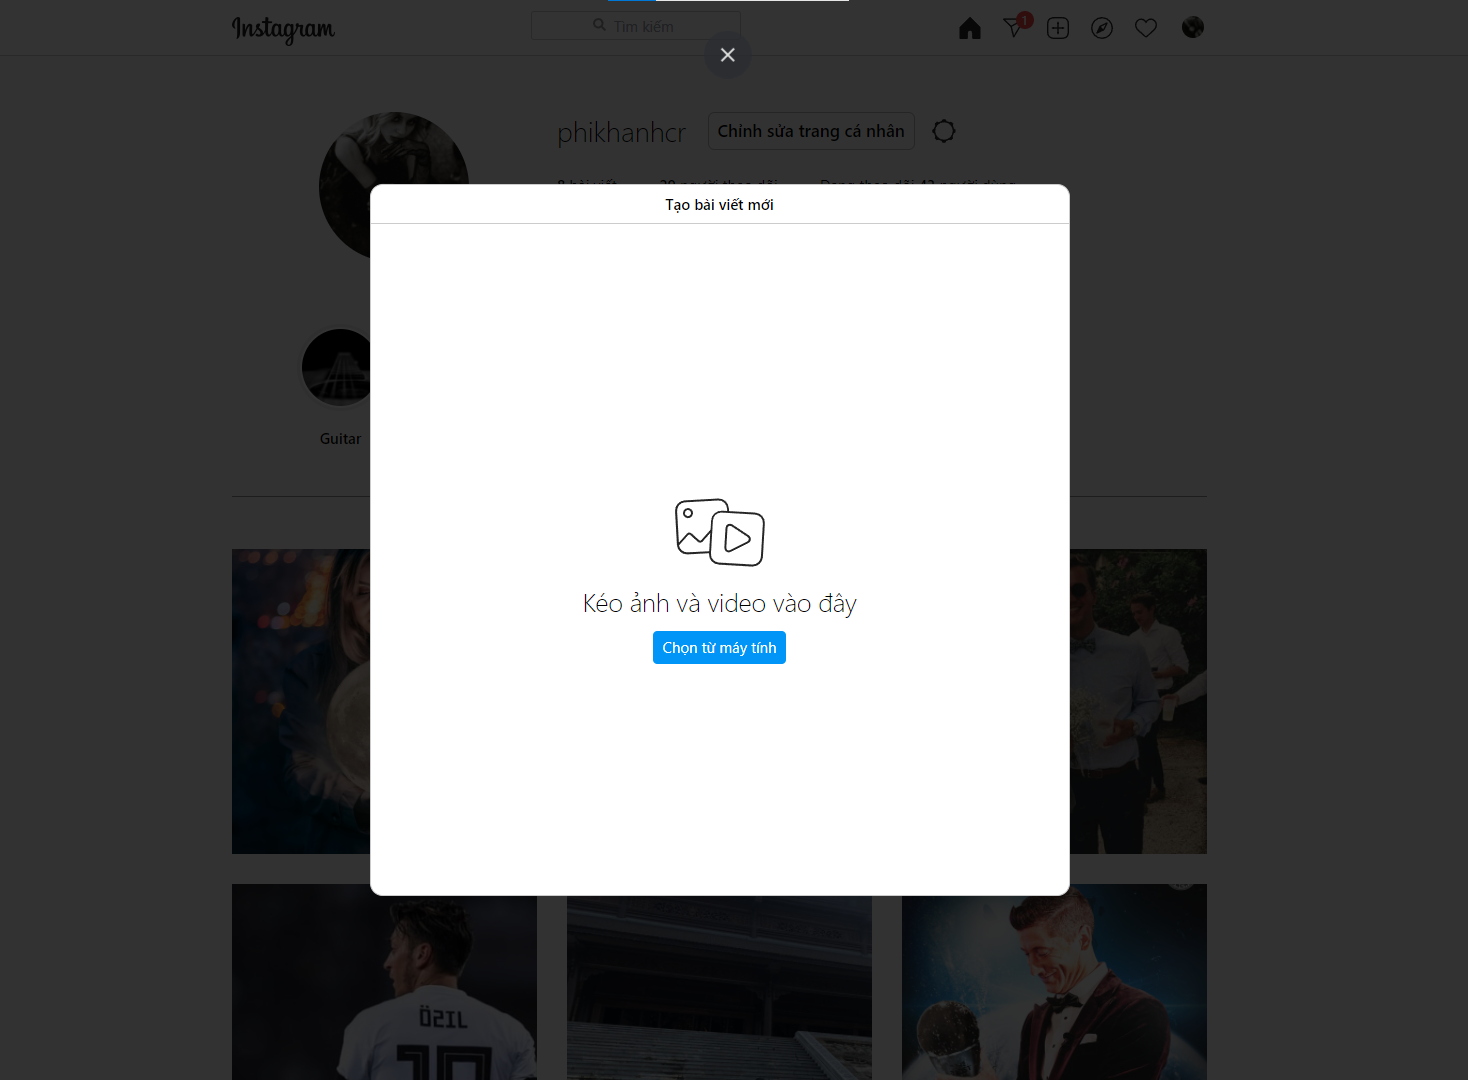 Instagram
Tìm kiếm
1
phikhanhcr
Chỉnh sửa trang cá nhân
Tạo bài viết mới
Guitar
Kéo ảnh và video vào đây
Chọn từ máy tính
ÖZIL
10